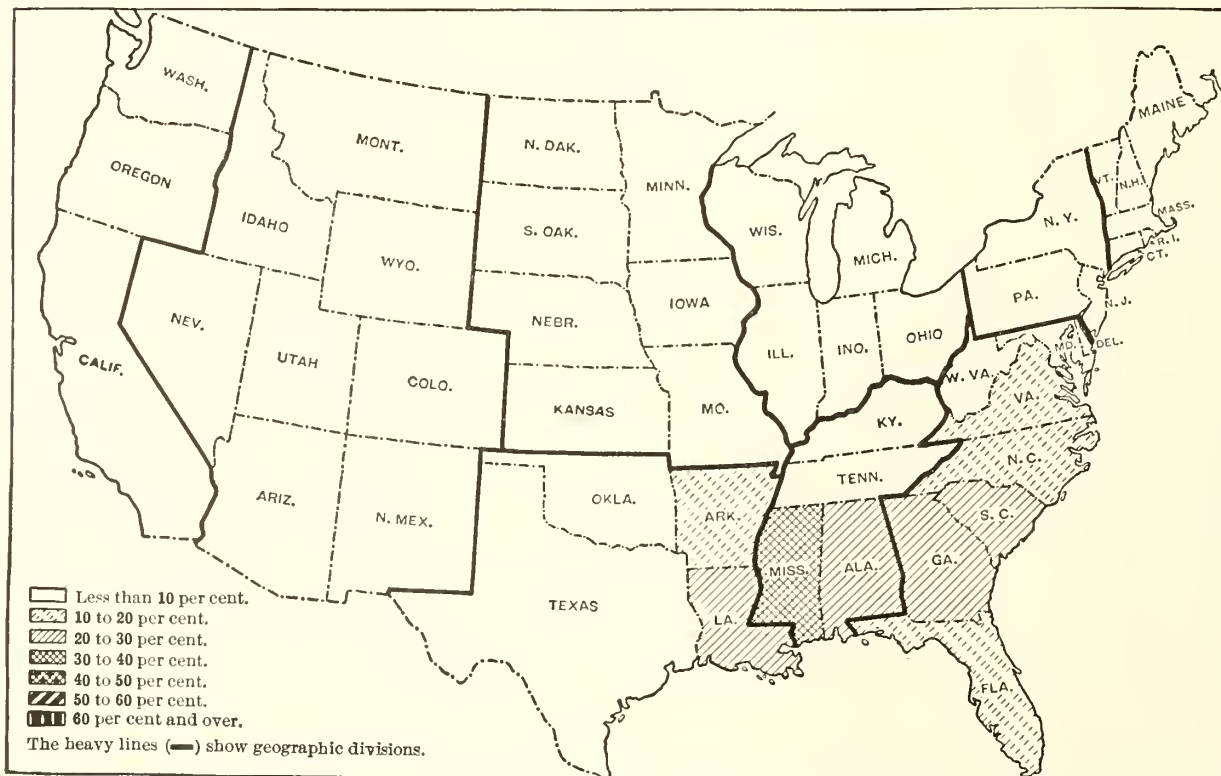 WASH.
MONT.
N. DAK.
MINN.
MAINE
OREGON
IDAHO
S. OAK.
WIS.
MICH.
N.Y.
VT.
N.H.
MASS.
R.I.
CT.
WYO.
IOWA
PA.
N.J.
NEV.
NEBR.
ILL.
INO.
OHIO
MD.
DEL.
CALIF.
UTAH
COLO.
KANSAS
MO.
W. VA.
VA.
KY.
N.C.
TENN.
ARIZ.
N. MEX.
OKLA.
ARK.
S.C.
MISS.
ALA.
GA.
TEXAS
LA.
FLA.
Less than 10 per cent.
10 to 20 per cent.
20 to 30 per cent.
30 to 40 per cent.
40 to 50 per cent.
50 to 60 per cent.
60 per cent and over.
The heavy lines (━) show geographic divisions.